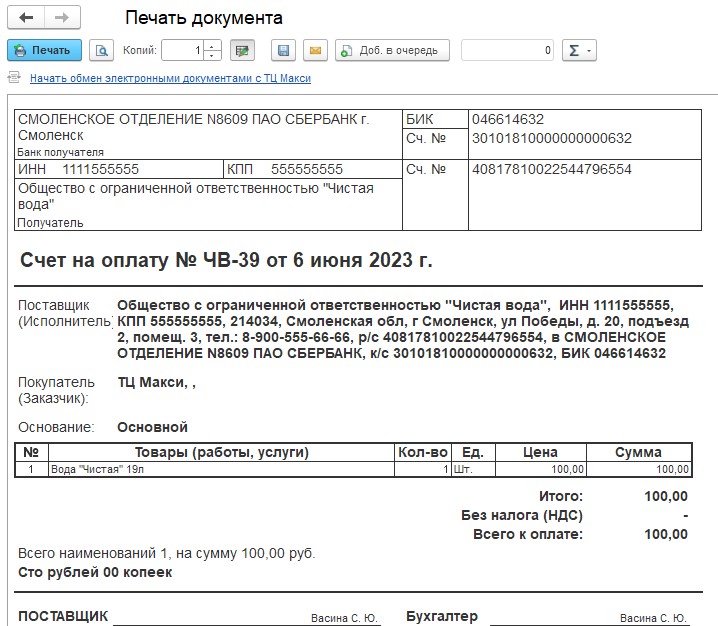 Печать документа
Печать Копий: 1 Доб. в очередь 0 Σ
Начать обмен электронными документами с ТЦ Макси
СМОЛЕНСКОЕ ОТДЕЛЕНИЕ N8609 ПАО СБЕРБАНК г. БИК 046614632
Смоленск Сч. № 30101810000000000632
Банк получателя
ИНН 1111555555 КПП 555555555 Сч. № 40817810022544796554
Общество с ограниченной ответственностью "Чистая
вода"
Получатель
Счет на оплату № ЧВ-39 от 6 июня 2023 г.
Поставщик Общество с ограниченной ответственностью "Чистая вода", ИНН 1111555555,
(Исполнитель) КПП 555555555, 214034, Смоленская обл, г Смоленск, ул Победы, д. 20, подъезд
2, помещ. 3, тел.: 8-900-555-66-66, р/с 40817810022544796554, в СМОЛЕНСКОЕ
ОТДЕЛЕНИЕ N8609 ПАО СБЕРБАНК, к/с 30101810000000000632, БИК 046614632
Покупатель ТЦ Макси, ,
(Заказчик):
Основание: Основной
№ Товары (работы, услуги) Кол-во Ед. Цена Сумма
1 Вода "Чистая" 19л 1 Шт. 100,00 100,00
Итого: 100,00
Без налога (НДС) -
Всего к оплате: 100,00
Всего наименований 1, на сумму 100,00 руб.
Сто рублей 00 копеек
ПОСТАВЩИК Васина С. Ю. Бухгалтер Васина С. Ю.